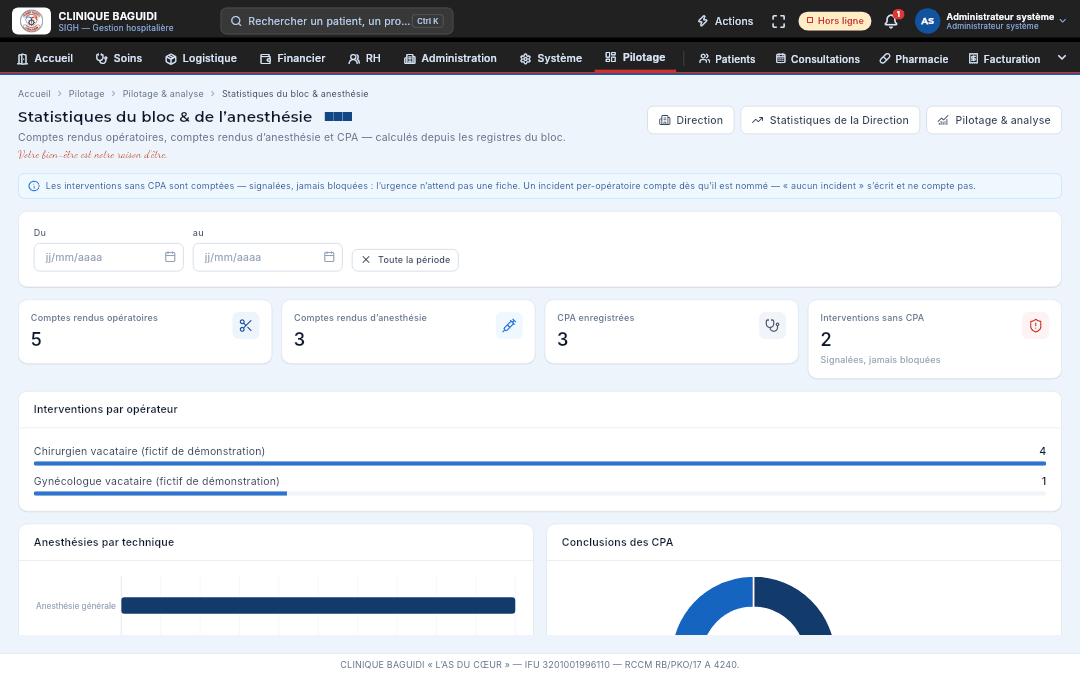 CLINIQUE BAGUIDI
SIGH — Gestion hospitalière
Rechercher un patient, un pro... Ctrl K
Actions
Hors ligne
1
AS
Administrateur système
Administrateur système
Accueil Soins Logistique Financier RH Administration Système Pilotage Patients Consultations Pharmacie Facturation
Accueil > Pilotage > Pilotage & analyse > Statistiques du bloc & anesthésie
Statistiques du bloc & de l’anesthésie
Comptes rendus opératoires, comptes rendus d’anesthésie et CPA — calculés depuis les registres du bloc.
Votre bien-être est notre raison d’être.
Direction
Statistiques de la Direction
Pilotage & analyse
Les interventions sans CPA sont comptées — signalées, jamais bloquées : l’urgence n’attend pas une fiche. Un incident per-opératoire compte dès qu’il est nommé — « aucun incident » s’écrit et ne compte pas.
Du au
jj/mm/aaaa jj/mm/aaaa Toute la période
Comptes rendus opératoires
5
Comptes rendus d’anesthésie
3
CPA enregistrées
3
Interventions sans CPA
2
Signalées, jamais bloquées
Interventions par opérateur
Chirurgien vacataire (fictif de démonstration) 4
Gynécologue vacataire (fictif de démonstration) 1
Anesthésies par technique
Anesthésie générale
Conclusions des CPA
CLINIQUE BAGUIDI « L’AS DU CŒUR » — IFU 3201001996110 — RCCM RB/PKO/17 A 4240.